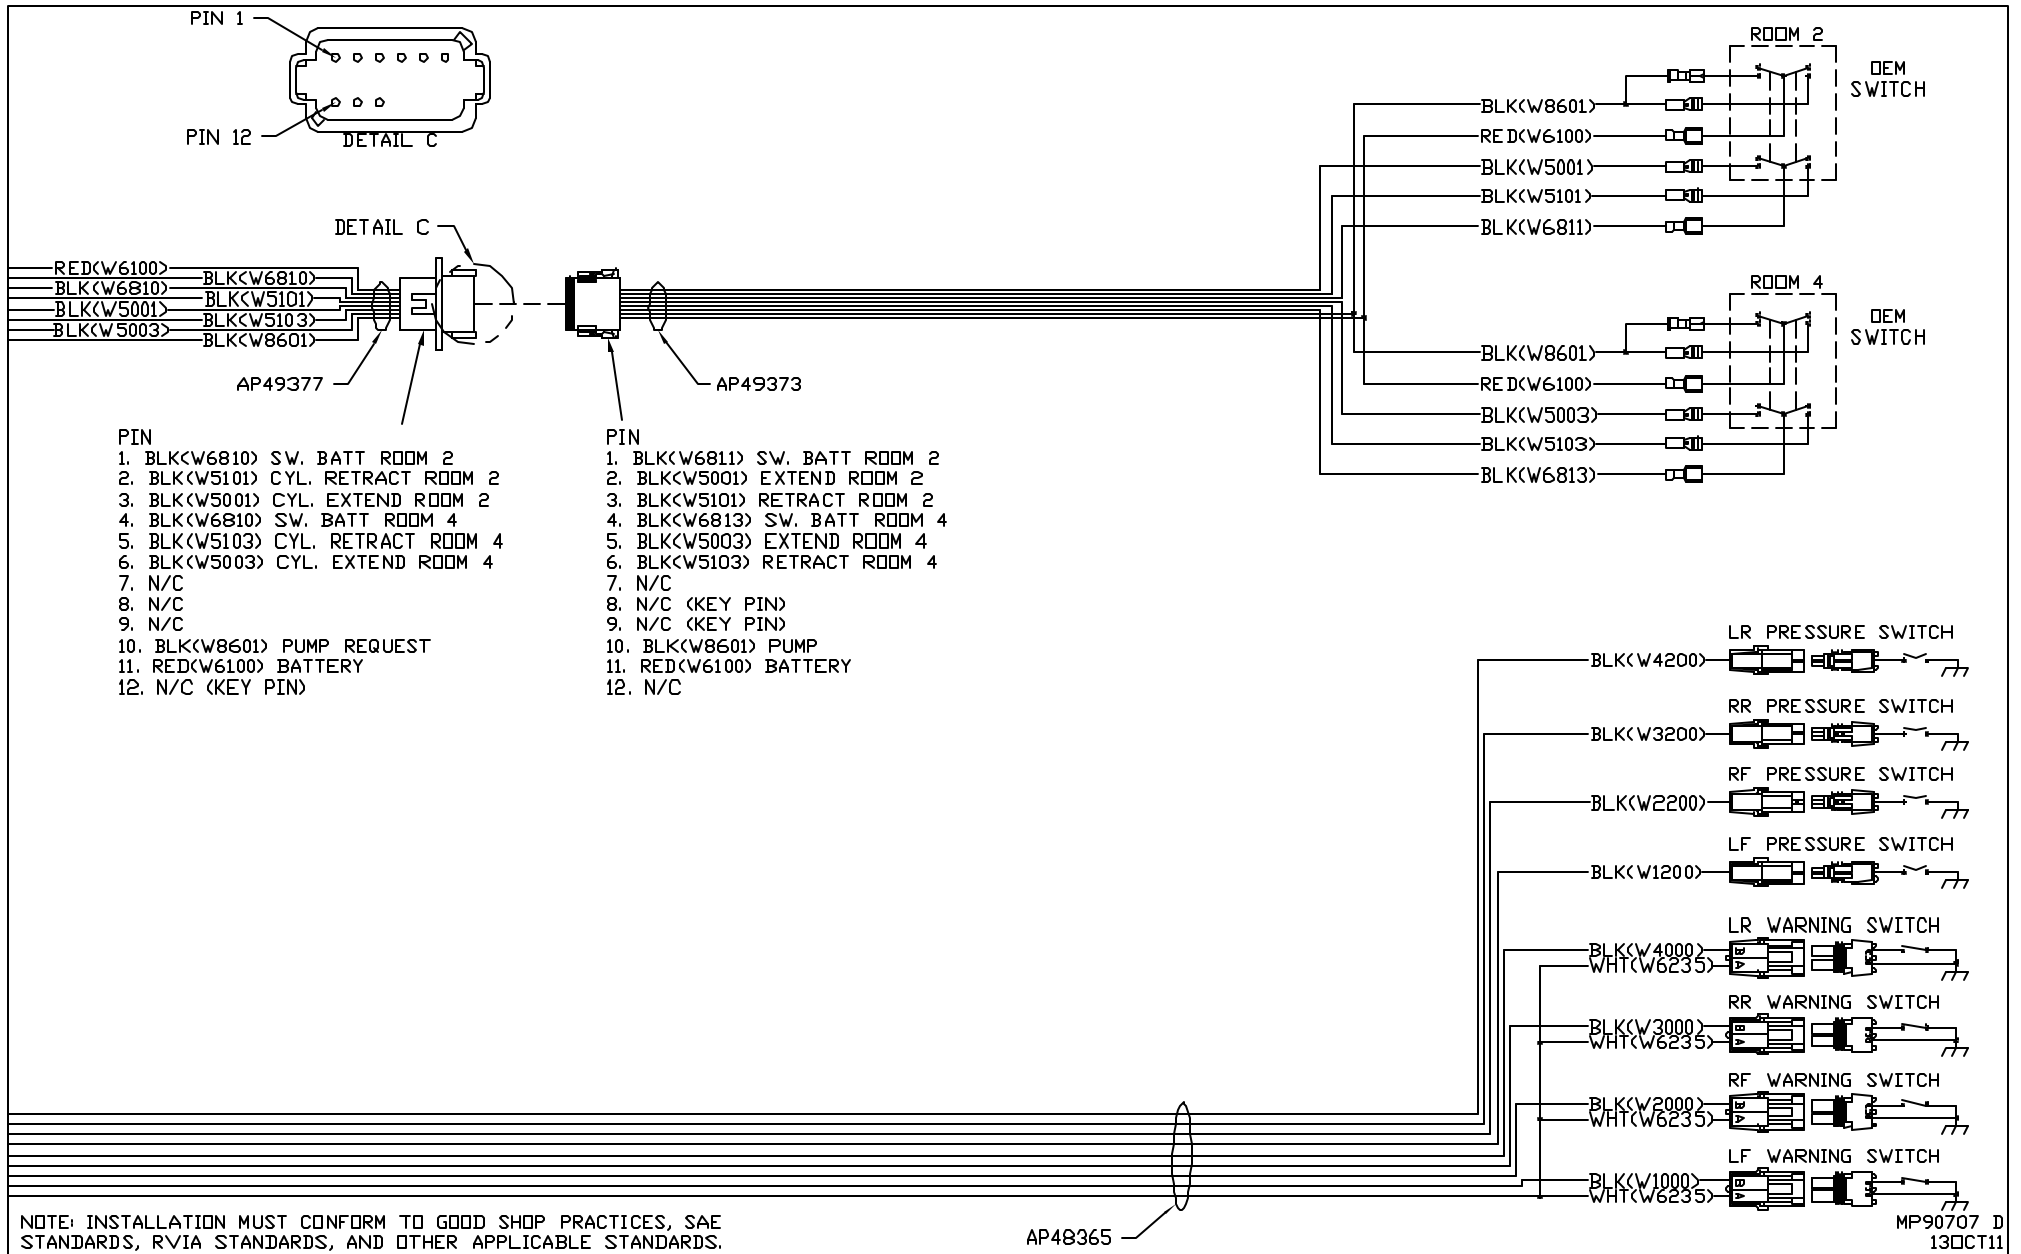 PIN 1
PIN 12
DETAIL C
ROOM 2
OEM
SWITCH
BLK(W8601)
RED(W6100)
BLK(W5001)
BLK(W5101)
BLK(W6811)
DETAIL C
RED(W6100)
BLK(W6810)
BLK(W6810)
BLK(W5101)
BLK(W5001)
BLK(W5103)
BLK(W5003)
BLK(W8601)
AP49377
AP49373
ROOM 4
OEM
SWITCH
BLK(W8601)
RED(W6100)
BLK(W5003)
BLK(W5103)
BLK(W6813)
PIN
1. BLK(W6810) SW. BATT ROOM 2
2. BLK(W5101) CYL. RETRACT ROOM 2
3. BLK(W5001) CYL. EXTEND ROOM 2
4. BLK(W6810) SW. BATT ROOM 4
5. BLK(W5103) CYL. RETRACT ROOM 4
6. BLK(W5003) CYL. EXTEND ROOM 4
7. N/C
8. N/C
9. N/C
10. BLK(W8601) PUMP REQUEST
11. RED(W6100) BATTERY
12. N/C (KEY PIN)
PIN
1. BLK(W6811) SW. BATT ROOM 2
2. BLK(W5001) EXTEND ROOM 2
3. BLK(W5101) RETRACT ROOM 2
4. BLK(W6813) SW. BATT ROOM 4
5. BLK(W5003) EXTEND ROOM 4
6. BLK(W5103) RETRACT ROOM 4
7. N/C
8. N/C (KEY PIN)
9. N/C (KEY PIN)
10. BLK(W8601) PUMP
11. RED(W6100) BATTERY
12. N/C
LR PRESSURE SWITCH
BLK(W4200)
RR PRESSURE SWITCH
BLK(W3200)
RF PRESSURE SWITCH
BLK(W2200)
LF PRESSURE SWITCH
BLK(W1200)
LR WARNING SWITCH
BLK(W4000)
B
WHT(W6235)
A
RR WARNING SWITCH
BLK(W3000)
B
WHT(W6235)
A
RF WARNING SWITCH
BLK(W2000)
B
WHT(W6235)
A
LF WARNING SWITCH
BLK(W1000)
B
WHT(W6235)
A
AP48365
NOTE: INSTALLATION MUST CONFORM TO GOOD SHOP PRACTICES, SAE
STANDARDS, RVIA STANDARDS, AND OTHER APPLICABLE STANDARDS.
MP90707 D
13OCT11